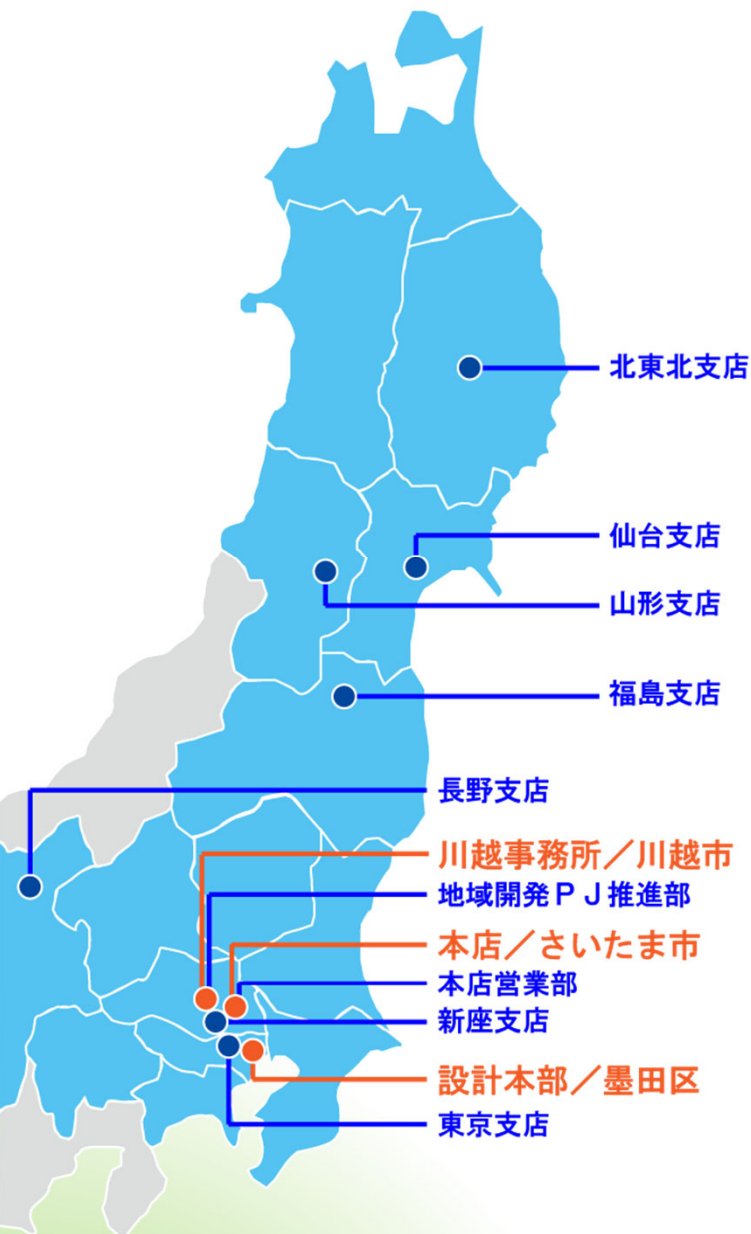 北東北支店
仙台支店
山形支店
福島支店
長野支店
川越事務所／川越市
地域開発ＰＪ推進部
本店／さいたま市
本店営業部
新座支店
設計本部／墨田区
東京支店